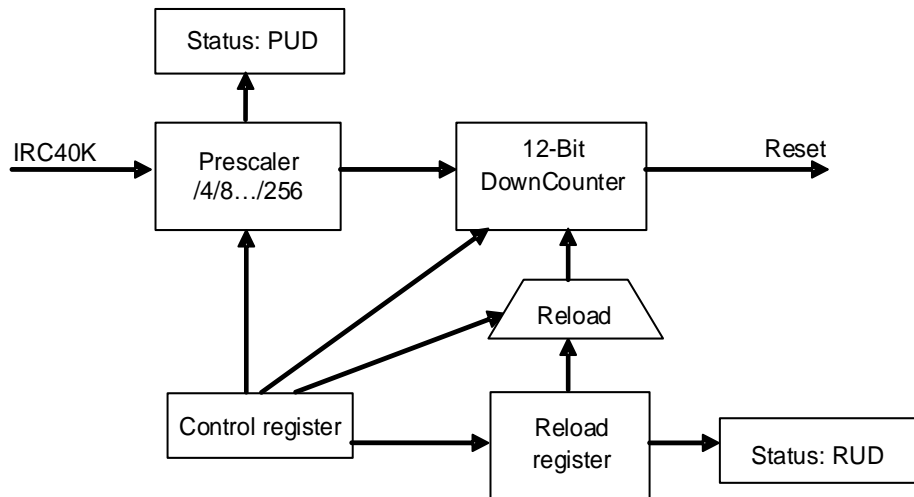 Status: PUD
IRC40K
Prescaler
/4/8…/256
12-Bit
DownCounter
Reset
Reload
Control register
Reload
register
Status: RUD